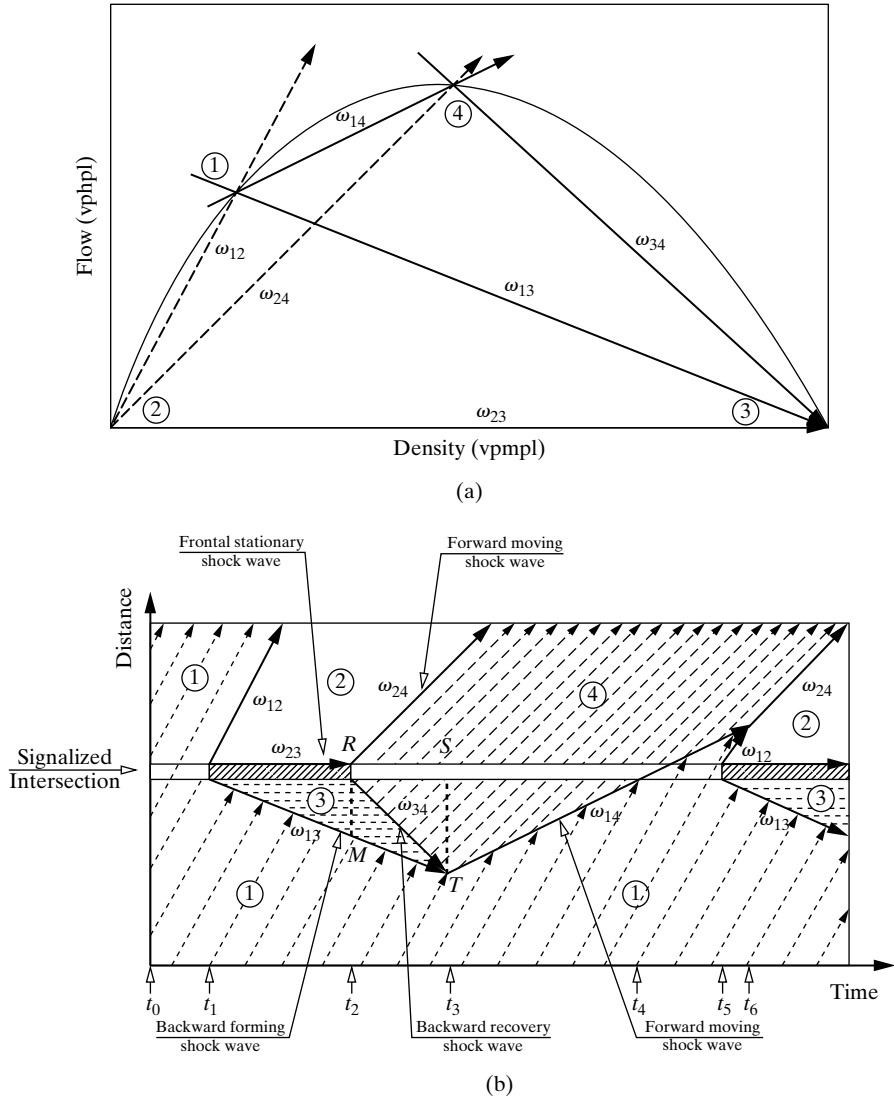 Flow (vphpl)
①
④
ω14
ω12
ω24
ω34
ω13
②
③
ω23
Density (vpmpl)
(a)
Frontal stationary
shock wave
Forward moving
shock wave
Distance
①
②
④
ω12
ω24
ω24
②
ω23
R
S
ω12
Signalized
Intersection
③
ω34
ω14
③
ω13
ω13
M
T
①
①
t0
t1
t2
t3
t4
t5
t6
Time
Backward forming
shock wave
Backward recovery
shock wave
Forward moving
shock wave
(b)